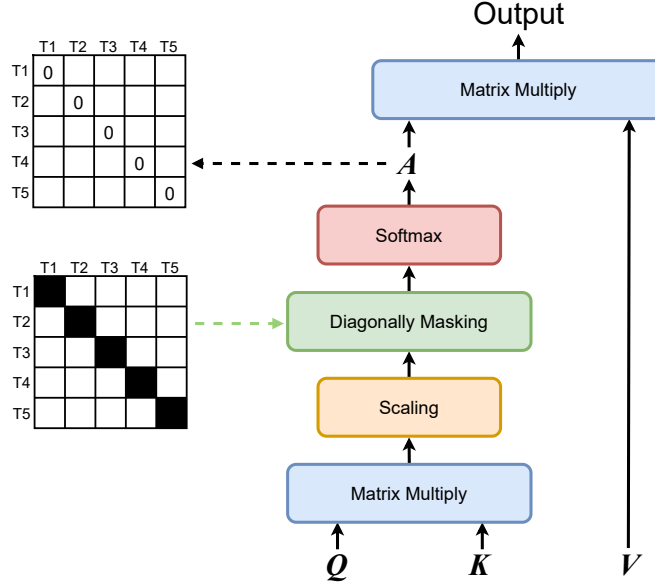 Output
T1 T2 T3 T4 T5
T1 0
T2 0
T3 0
T4 0
T5 0
Matrix Multiply
A
Softmax
T1 T2 T3 T4 T5
T1
T2
T3
T4
T5
Diagonally Masking
Scaling
Matrix Multiply
Q K V